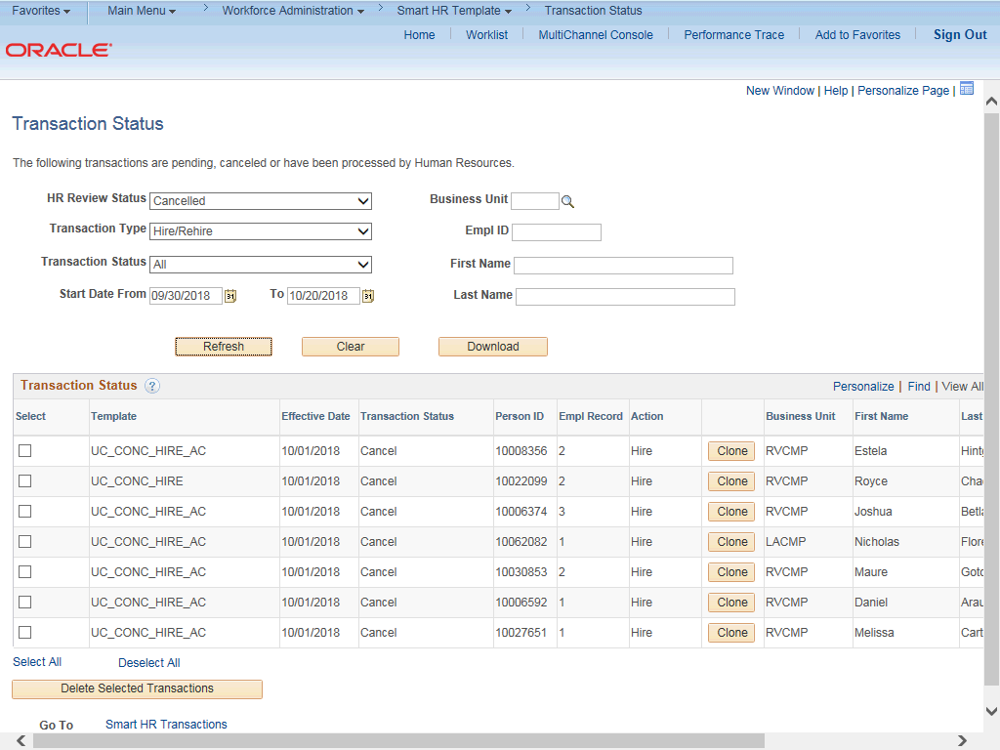 Favorites Main Menu > Workforce Administration > Smart HR Template > Transaction Status
Home Worklist MultiChannel Console Performance Trace Add to Favorites Sign Out
ORACLE
New Window | Help | Personalize Page |
Transaction Status
The following transactions are pending, canceled or have been processed by Human Resources.
HR Review Status Cancelled Business Unit
Transaction Type Hire/Rehire Empl ID
Transaction Status All First Name
Start Date From 09/30/2018 31 To 10/20/2018 31 Last Name
Refresh Clear Download
Transaction Status ? Personalize | Find | View All
Select Template Effective Date Transaction Status Person ID Empl Record Action Business Unit First Name Last
UC_CONC_HIRE_AC 10/01/2018 Cancel 10008356 2 Hire Clone RVCMP Estela
UC_CONC_HIRE 10/01/2018 Cancel 10022099 2 Hire Clone RVCMP Royce
UC_CONC_HIRE_AC 10/01/2018 Cancel 10006374 3 Hire Clone RVCMP Joshua
UC_CONC_HIRE_AC 10/01/2018 Cancel 10062082 1 Hire Clone LACMP Nicholas Flore
UC_CONC_HIRE_AC 10/01/2018 Cancel 10030853 2 Hire Clone RVCMP Maure
UC_CONC_HIRE_AC 10/01/2018 Cancel 10006592 1 Hire Clone RVCMP Daniel
UC_CONC_HIRE_AC 10/01/2018 Cancel 10027651 1 Hire Clone RVCMP Melissa Cart
Select All Deselect All
Delete Selected Transactions
Go To Smart HR Transactions